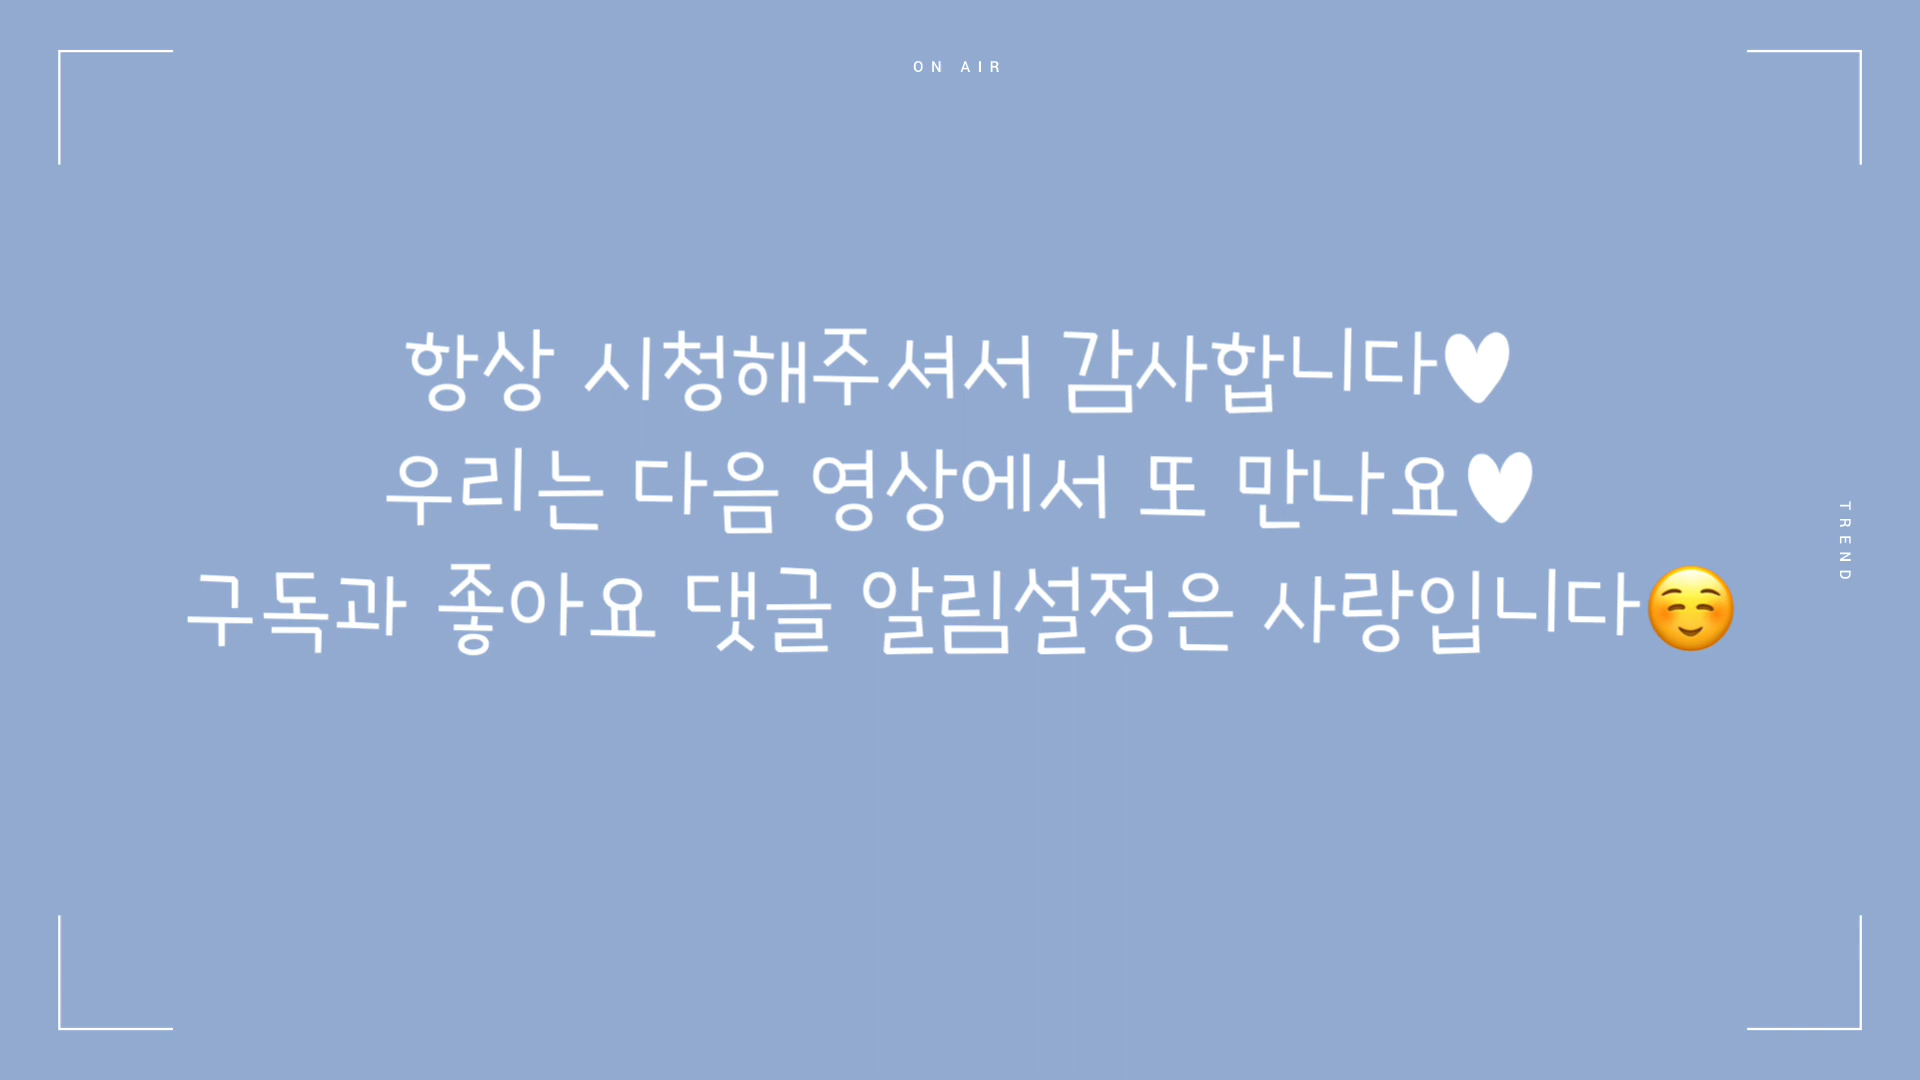 ON AIR
항상 시청해주셔서 감사합니다♥
우리는 다음 영상에서 또 만나요♥
구독과 좋아요 댓글 알림설정은 사랑입니다☺️
TREND